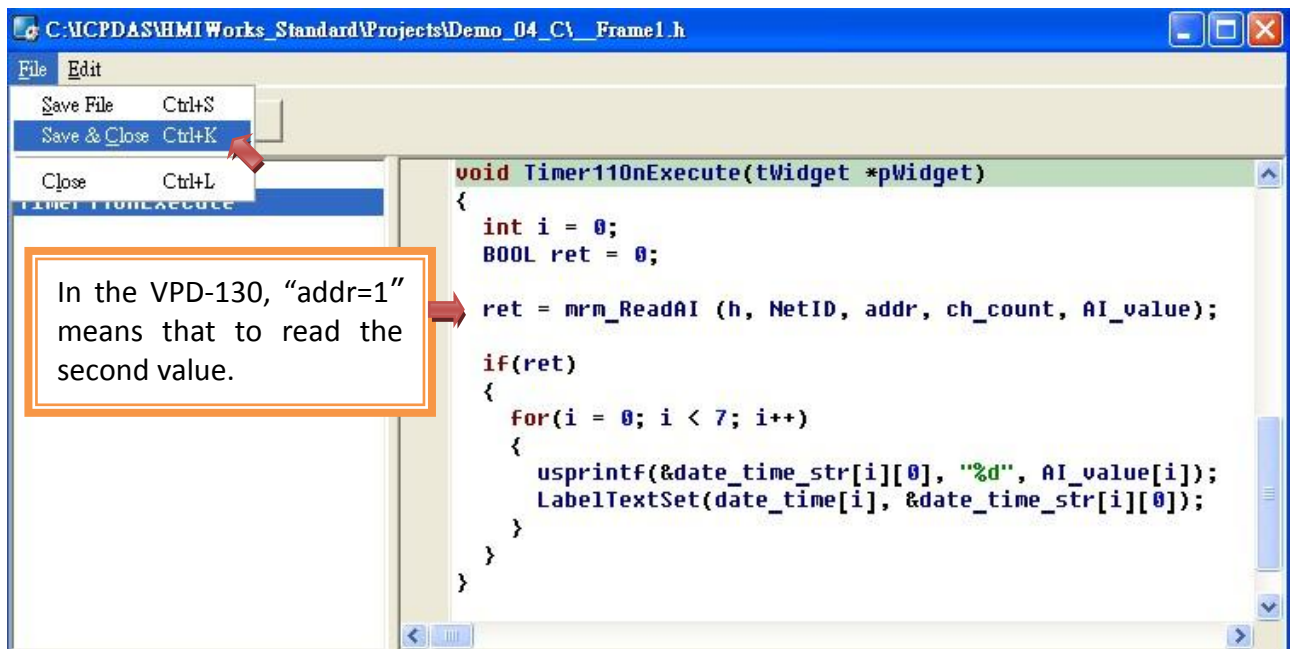 C:\ICPDAS\HMIWorks_Standard\Projects\Demo_04_C\__Frame1.h
File Edit
Save File Ctrl+S
Save & Close Ctrl+K
Close Ctrl+L
Timer11OnExecute
In the VPD-130, “addr=1”
means that to read the
second value.
void Timer11OnExecute(tWidget *pWidget)
{
int i = 0;
BOOL ret = 0;
ret = mrm_ReadAI (h, NetID, addr, ch_count, AI_value);
if(ret)
{
for(i = 0; i < 7; i++)
{
usprintf(&date_time_str[i][0], "%d", AI_value[i]);
LabelTextSet(date_time[i], &date_time_str[i][0]);
}
}
}